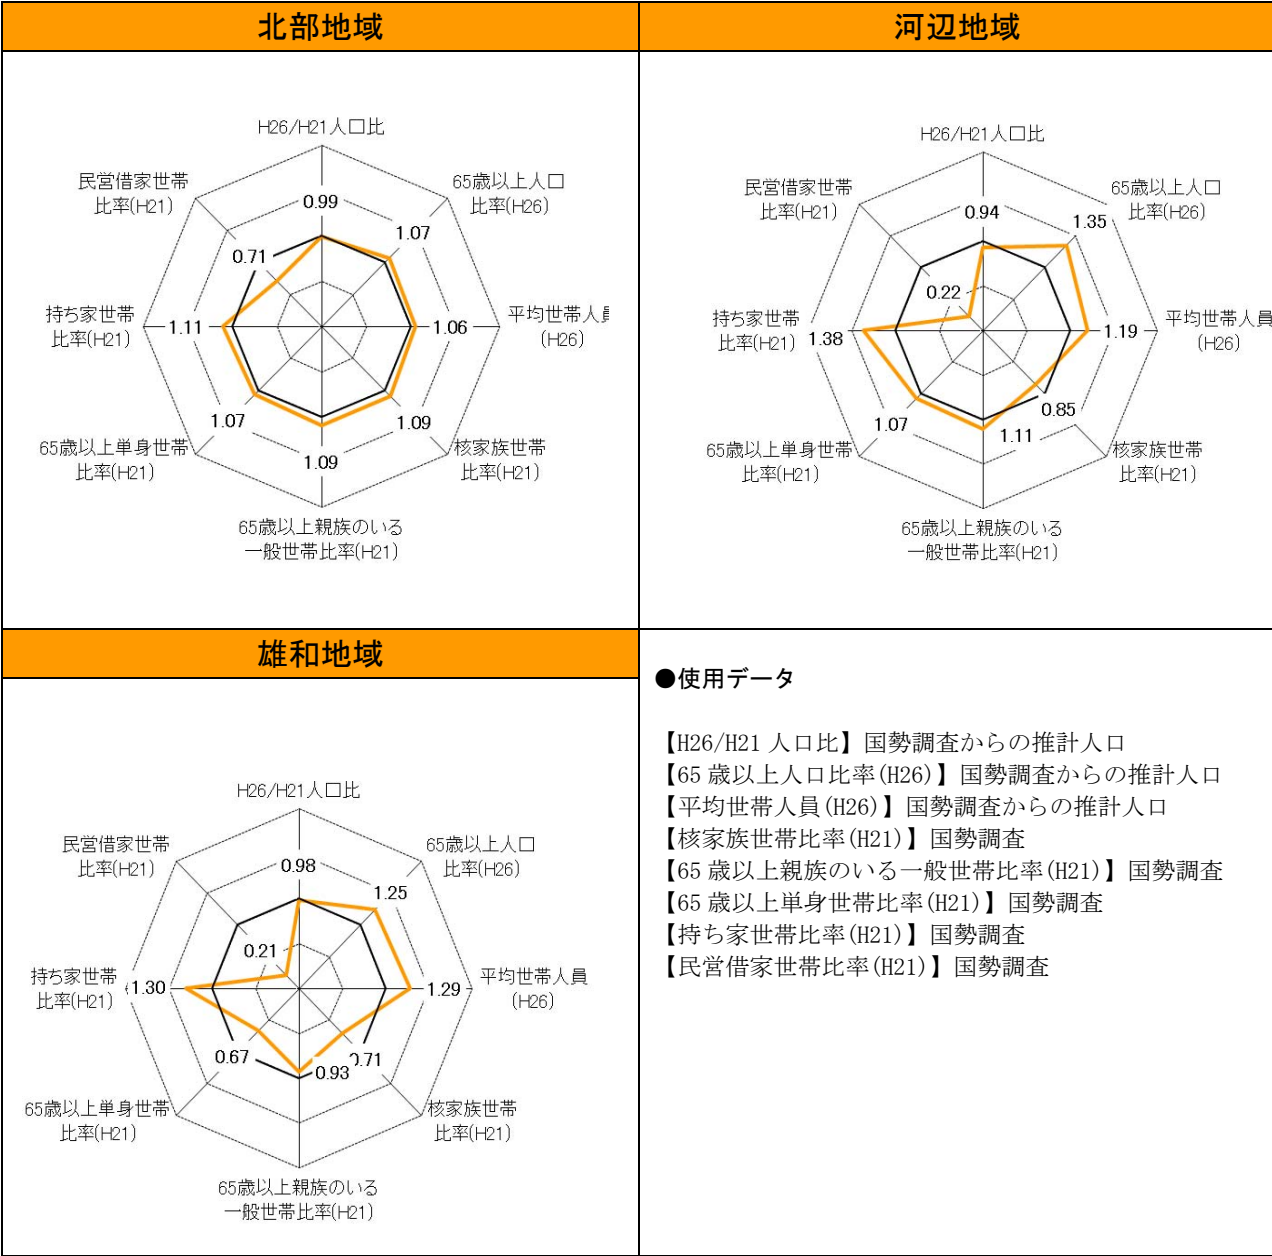 北部地域
H26/H21人口比
民営借家世帯
比率(H21)
65歳以上人口
比率(H26)
0.99
1.07
0.71
持ち家世帯
比率(H21)
1.11
1.06
平均世帯人員
(H26)
1.07
1.09
1.09
65歳以上単身世帯
比率(H21)
核家族世帯
比率(H21)
65歳以上親族のいる
一般世帯比率(H21)
河辺地域
H26/H21人口比
民営借家世帯
比率(H21)
65歳以上人口
比率(H26)
0.94
1.35
0.22
持ち家世帯
比率(H21)
1.38
1.19
平均世帯人員
(H26)
1.07
1.11
0.85
65歳以上単身世帯
比率(H21)
核家族世帯
比率(H21)
65歳以上親族のいる
一般世帯比率(H21)
雄和地域
H26/H21人口比
民営借家世帯
比率(H21)
65歳以上人口
比率(H26)
0.98
1.25
0.21
持ち家世帯
比率(H21)
1.30
1.29
平均世帯人員
(H26)
0.67
0.93
0.71
65歳以上単身世帯
比率(H21)
核家族世帯
比率(H21)
65歳以上親族のいる
一般世帯比率(H21)
●使用データ
【H26/H21 人口比】国勢調査からの推計人口
【65 歳以上人口比率(H26)】国勢調査からの推計人口
【平均世帯人員(H26)】国勢調査からの推計人口
【核家族世帯比率(H21)】国勢調査
【65 歳以上親族のいる一般世帯比率(H21)】国勢調査
【65 歳以上単身世帯比率(H21)】国勢調査
【持ち家世帯比率(H21)】国勢調査
【民営借家世帯比率(H21)】国勢調査